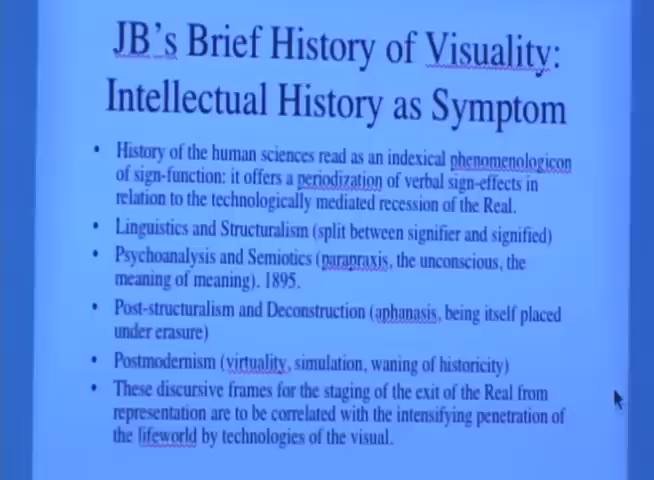 JB's Brief History of Visuality:
Intellectual History as Symptom
• History of the human sciences read as an indexical phenomenologicon
of sign-function: it offers a periodization of verbal sign-effects in
relation to the technologically mediated recession of the Real.
• Linguistics and Structuralism (split between signifier and signified)
• Psychoanalysis and Semiotics (parapraxis, the unconscious, the
meaning of meaning). 1895.
• Post-structuralism and Deconstruction (aphanasis, being itself placed
under erasure)
• Postmodernism (virtuality, simulation, waning of historicity)
• These discursive frames for the staging of the exit of the Real from
representation are to be correlated with the intensifying penetration of
the lifeworld by technologies of the visual.